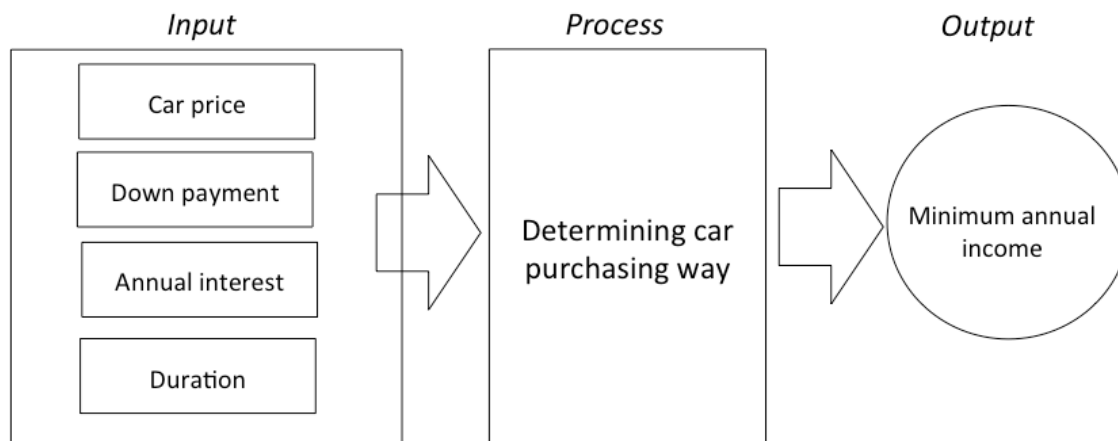 Input
Process
Output
Car price
Down payment
Annual interest
Duration
Determining car
purchasing way
Minimum annual
income